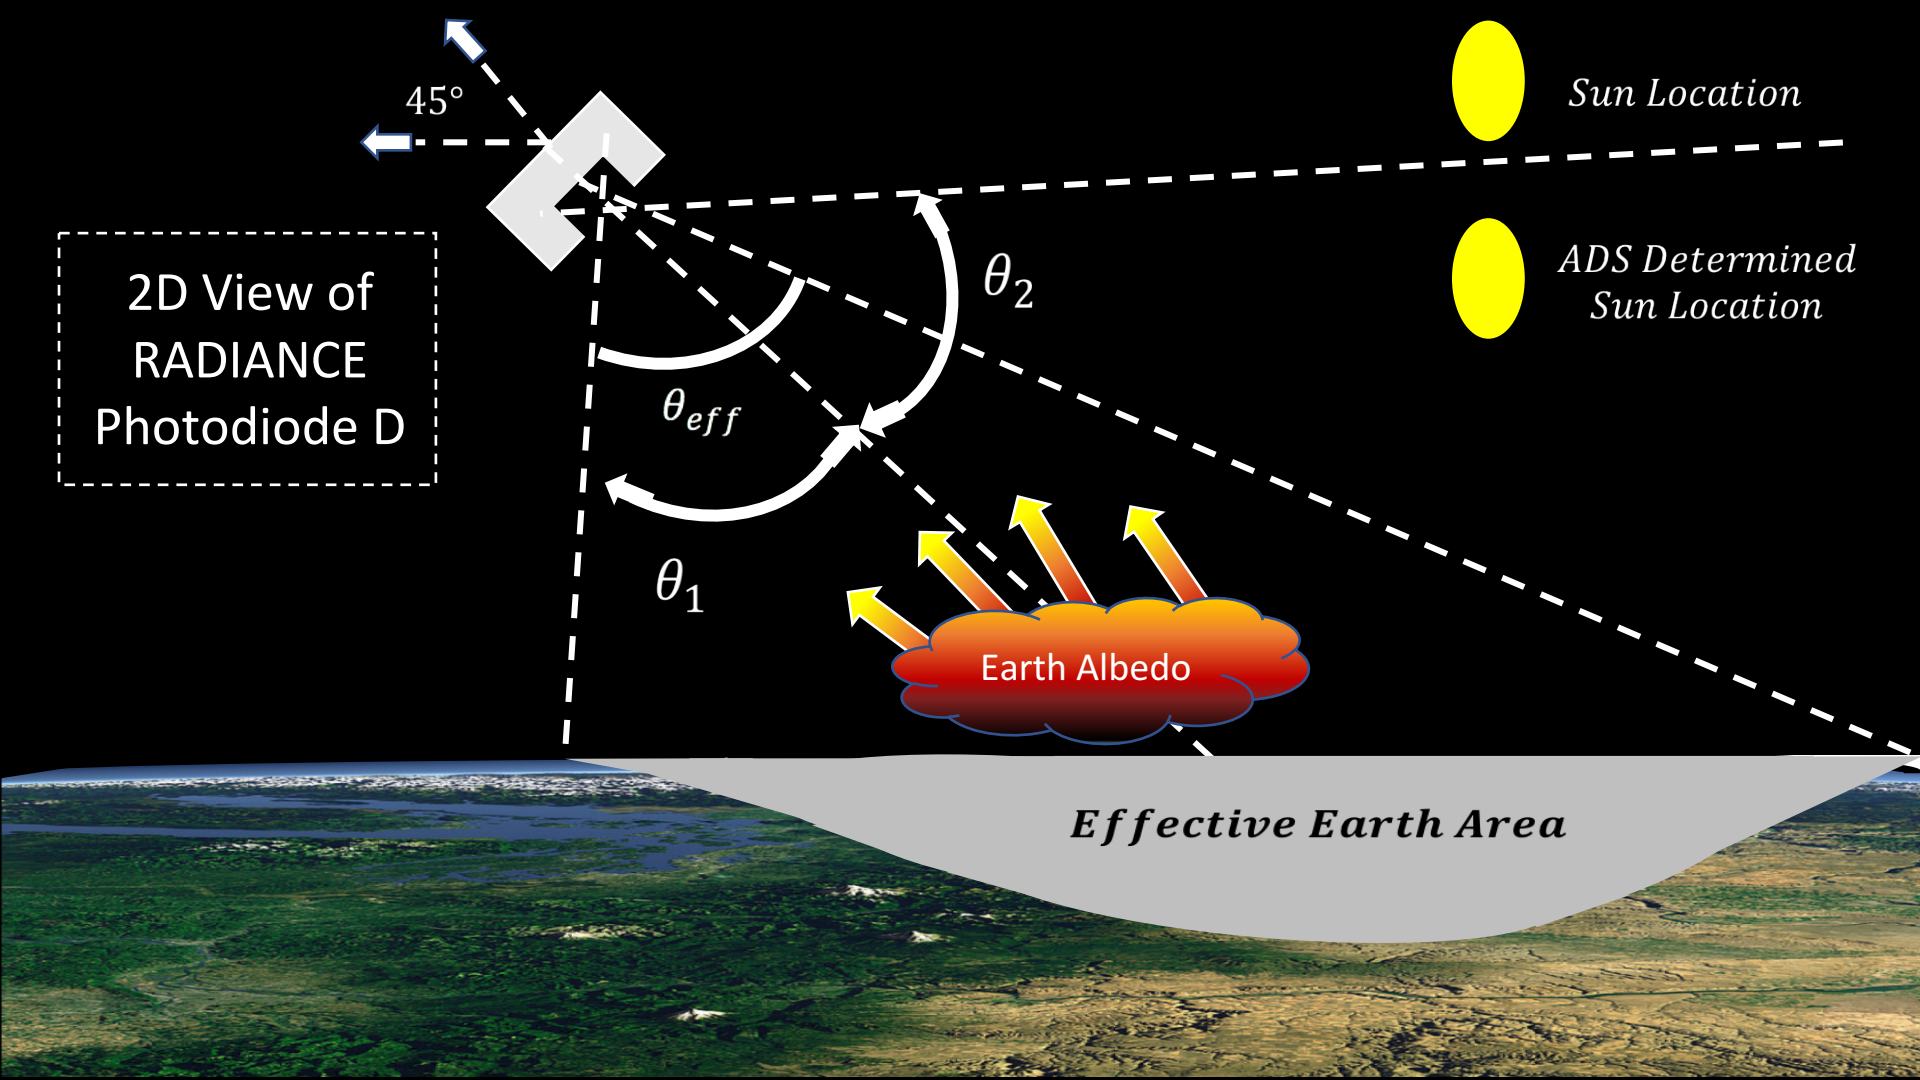 45°
Sun Location
2D View of
RADIANCE
Photodiode D
θ₂
ADS Determined
Sun Location
θ_eff
θ₁
Earth Albedo
Effective Earth Area